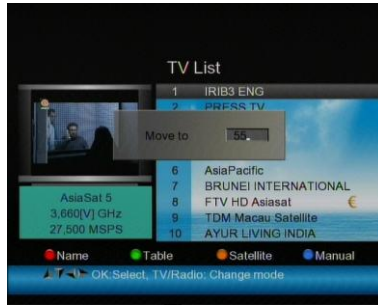 TV List
1 IRIB3 ENG
2 PRESS TV
Move to 55
6 AsiaPacific
7 BRUNEI INTERNATIONAL
8 FTV HD Asiasat €
9 TDM Macau Satellite
10 AYUR LIVING INDIA
AsiaSat 5
3,660[V] GHz
27,500 MSPS
Name Table Satellite Manual
OK:Select, TV/Radio: Change mode